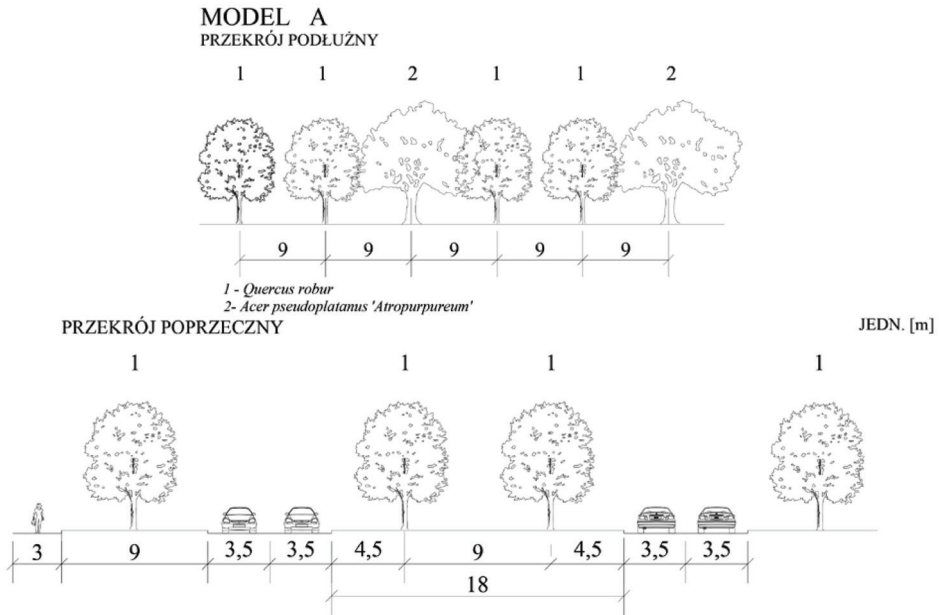 MODEL A
PRZEKRÓJ PODŁUŻNY
1 1 2 1 1 2
9 9 9 9 9
1 - Quercus robur
2- Acer pseudoplatanus 'Atropurpureum'
PRZEKRÓJ POPRZECZNY JEDN. [m]
1 1 1 1
3 9 3,5 3,5 4,5 9 4,5 3,5 3,5
18